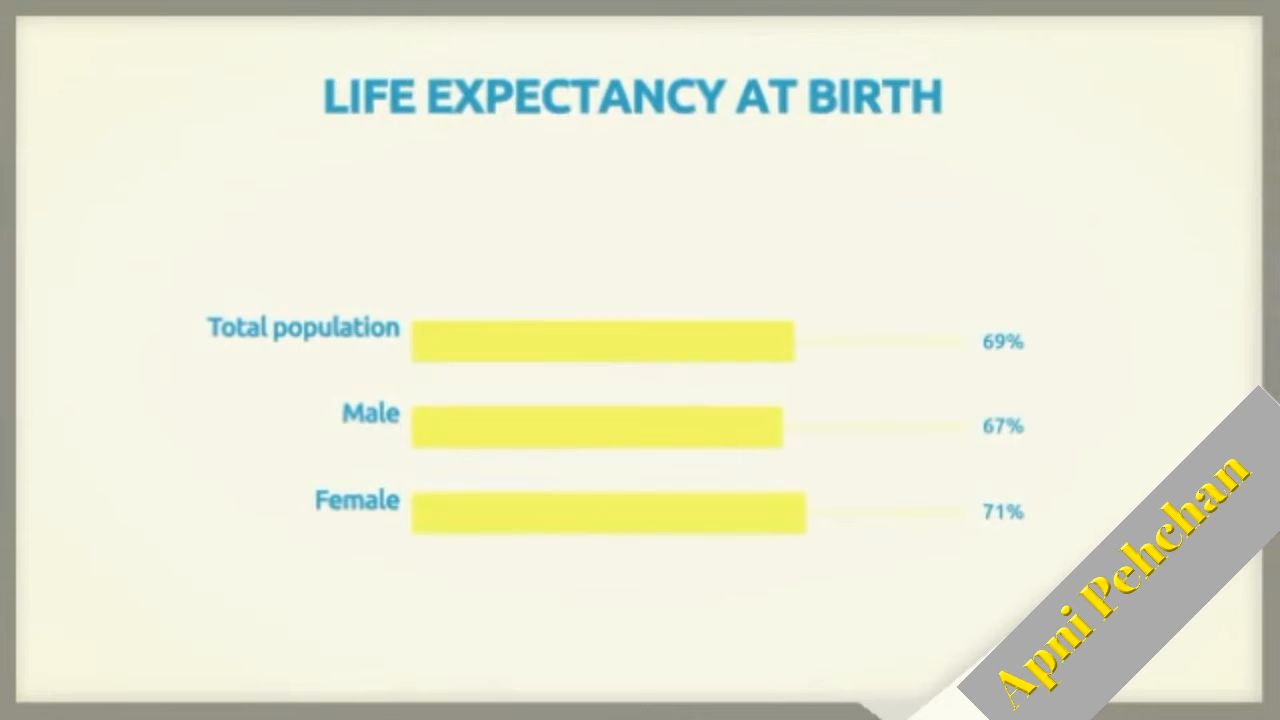 LIFE EXPECTANCY AT BIRTH
Total population 69%
Male 67%
Female 71%
Apni Pehchan